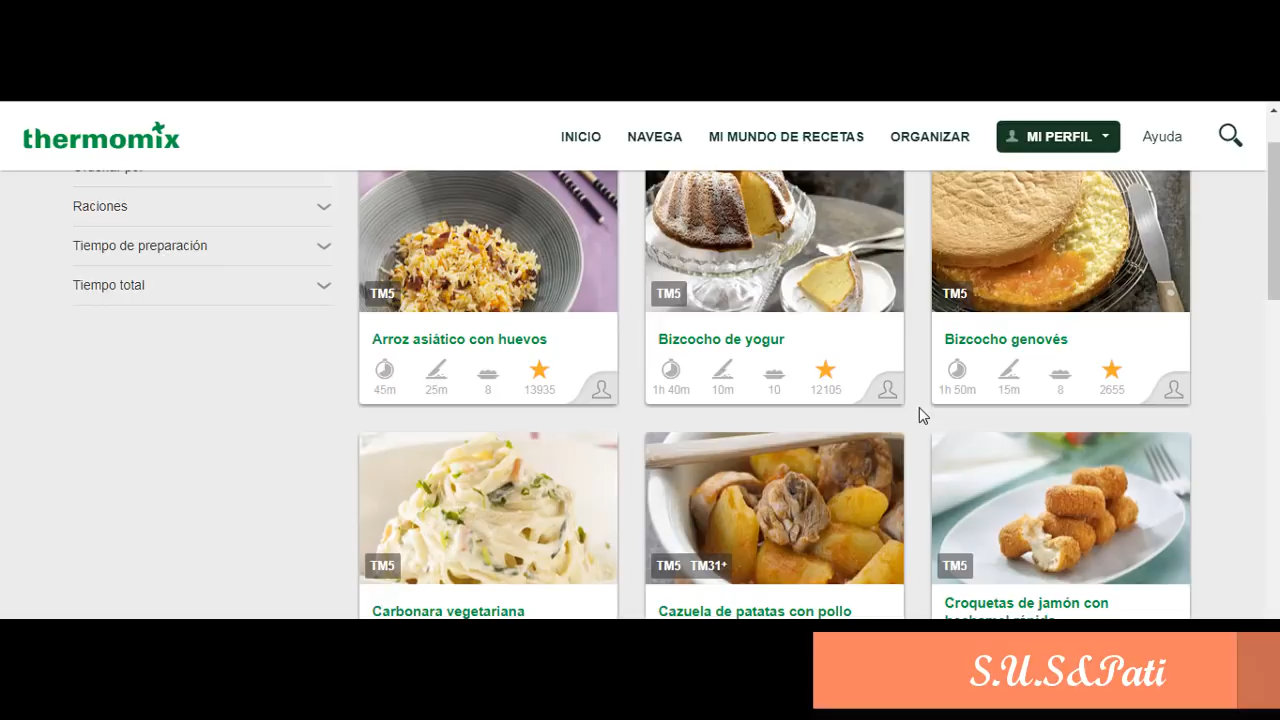 thermomix
INICIO
NAVEGA
MI MUNDO DE RECETAS
ORGANIZAR
MI PERFIL
Ayuda
Raciones
Tiempo de preparación
Tiempo total
TM5
TM5
TM5
Arroz asiático con huevos
Bizcocho de yogur
Bizcocho genovés
45m 25m 8 13935
1h 40m 10m 10 12105
1h 50m 15m 8 2655
TM5
TM5 TM31+
TM5
Carbonara vegetariana
Cazuela de patatas con pollo
Croquetas de jamón con
S.U.S&Pati